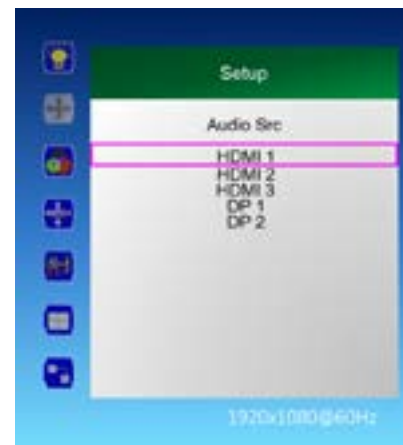 Setup
Audio Src
HDMI 1
HDMI 2
HDMI 3
DP 1
DP 2
1920x1080@60Hz